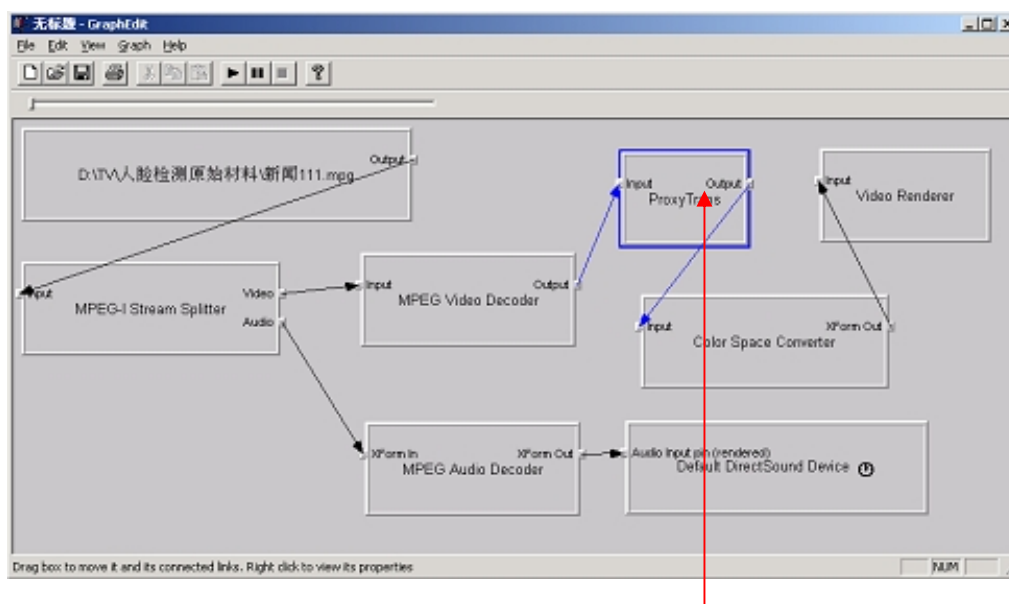 无标题 - GraphEdit
File Edit View Graph Help
D:\TV\人脸检测原始材料\新闻111.mpg
Output
Input
MPEG-I Stream Splitter
Video
Audio
Input
MPEG Video Decoder
Output
Input
Output
ProxyTrans
Input
Video Renderer
Input
XForm Out
Color Space Converter
XForm In
XForm Out
MPEG Audio Decoder
Audio Input pin (rendered)
Default DirectSound Device
Drag box to move it and its connected links. Right click to view its properties
NUM